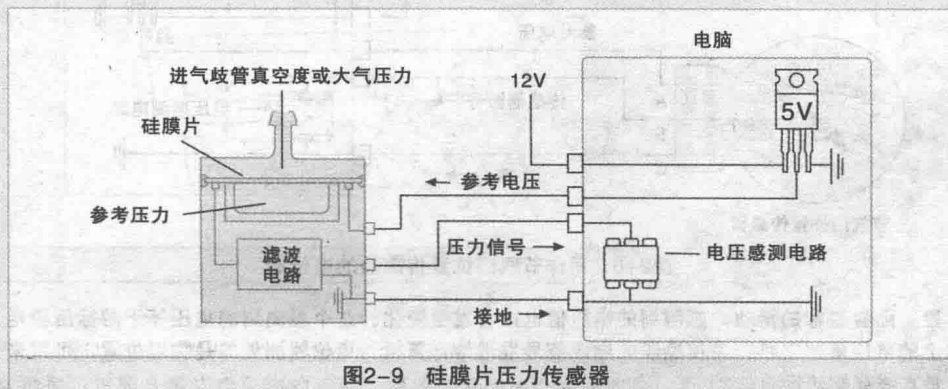 电脑
进气歧管真空度或大气压力
12V
5V
硅膜片
参考电压
参考压力
压力信号
电压感测电路
滤波
电路
接地
图2-9 硅膜片压力传感器